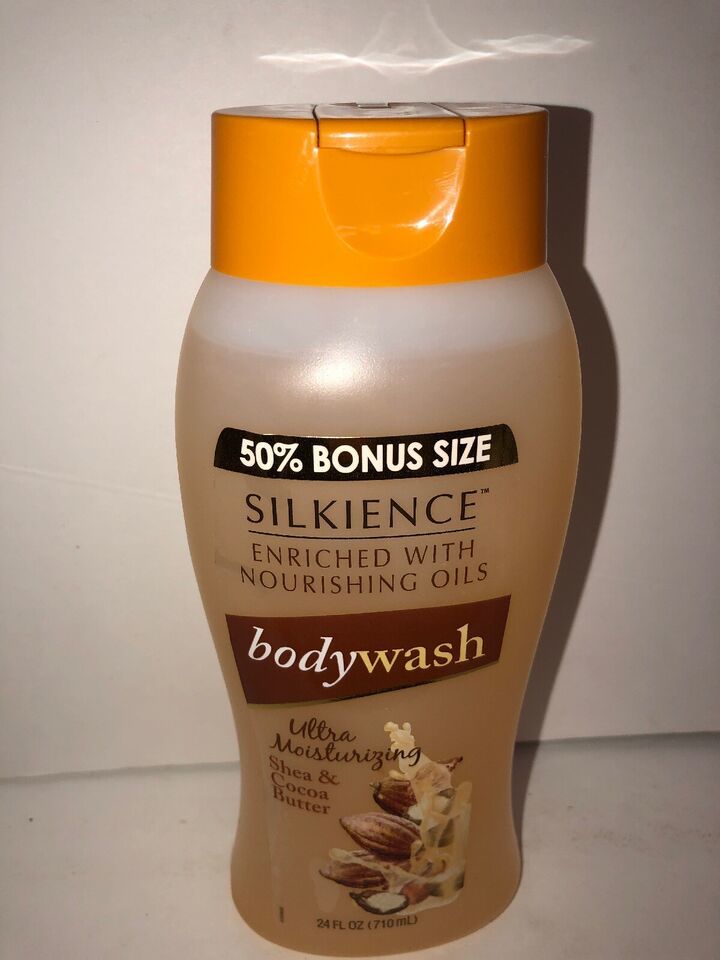 50% BONUS SIZE
SILKIENCE™
ENRICHED WITH
NOURISHING OILS
bodywash
Ultra
Moisturizing
Shea &
Cocoa
Butter
24 FL OZ (710 mL)